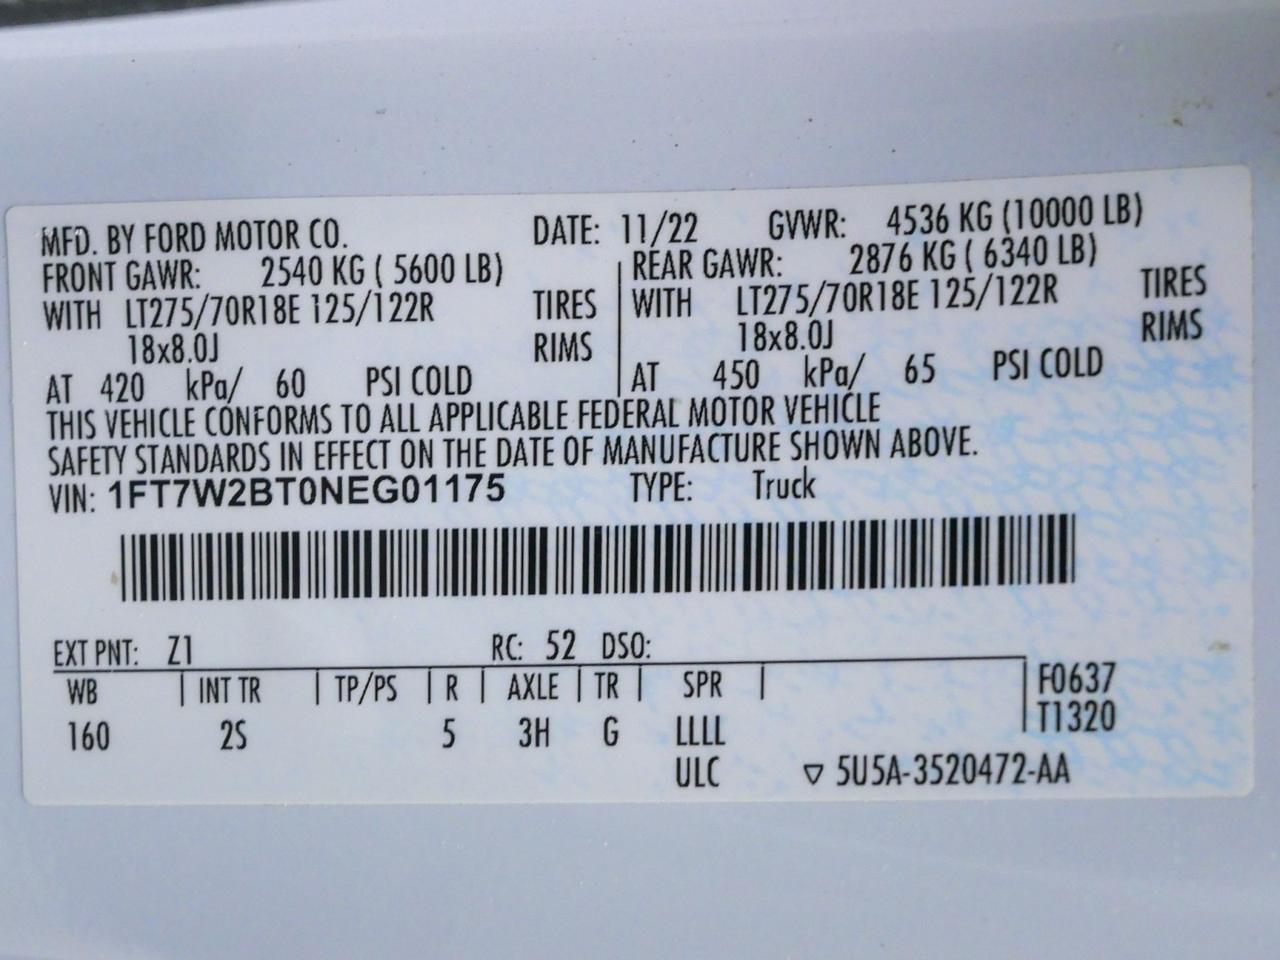 MFD. BY FORD MOTOR CO. DATE: 11/22 GVWR: 4536 KG (10000 LB)
FRONT GAWR: 2540 KG ( 5600 LB) REAR GAWR: 2876 KG ( 6340 LB)
WITH LT275/70R18E 125/122R TIRES WITH LT275/70R18E 125/122R TIRES
18x8.0J RIMS 18x8.0J RIMS
AT 420 kPa/ 60 PSI COLD AT 450 kPa/ 65 PSI COLD
THIS VEHICLE CONFORMS TO ALL APPLICABLE FEDERAL MOTOR VEHICLE
SAFETY STANDARDS IN EFFECT ON THE DATE OF MANUFACTURE SHOWN ABOVE.
VIN: 1FT7W2BT0NEG01175 TYPE: Truck
EXT PNT: Z1 RC: 52 DSO:
WB INT TR TP/PS R AXLE TR SPR F0637
T1320
160 2S 5 3H G LLLL
ULC ▽ 5U5A-3520472-AA